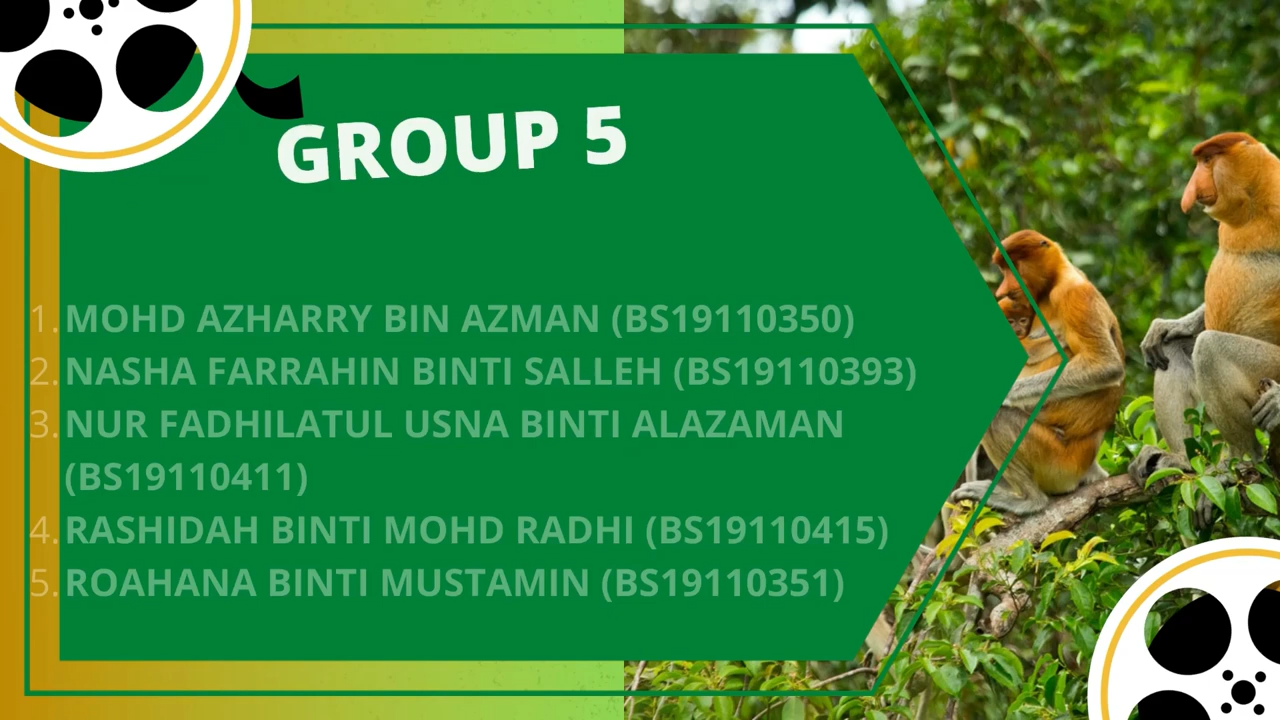 GROUP 5
1. MOHD AZHARRY BIN AZMAN (BS19110350)
2. NASHA FARRAHIN BINTI SALLEH (BS19110393)
3. NUR FADHILATUL USNA BINTI ALAZAMAN
(BS19110411)
4. RASHIDAH BINTI MOHD RADHI (BS19110415)
5. ROAHANA BINTI MUSTAMIN (BS19110351)